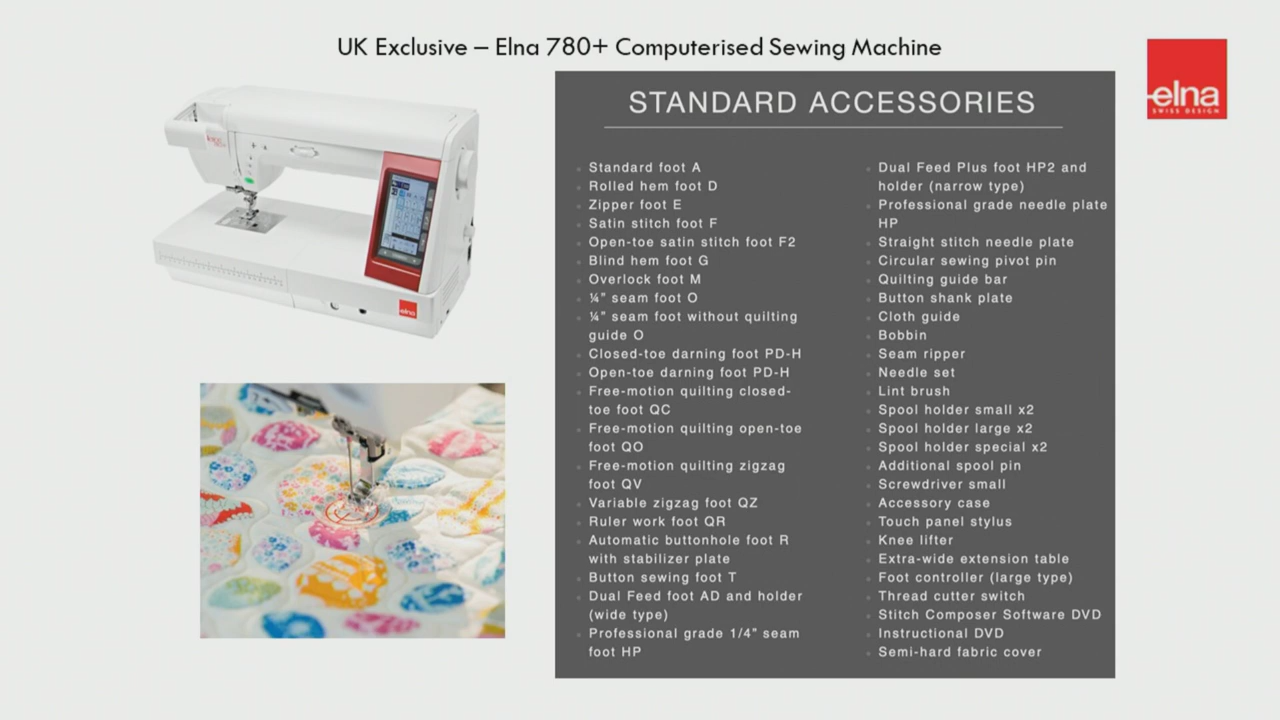 UK Exclusive – Elna 780+ Computerised Sewing Machine
elna
SWISS DESIGN
STANDARD ACCESSORIES
Standard foot A
Rolled hem foot D
Zipper foot E
Satin stitch foot F
Open-toe satin stitch foot F2
Blind hem foot G
Overlock foot M
¼” seam foot O
¼” seam foot without quilting
guide O
Closed-toe darning foot PD-H
Open-toe darning foot PD-H
Free-motion quilting closed-
toe foot QC
Free-motion quilting open-toe
foot QO
Free-motion quilting zigzag
foot QV
Variable zigzag foot QZ
Ruler work foot QR
Automatic buttonhole foot R
with stabilizer plate
Button sewing foot T
Dual Feed foot AD and holder
(wide type)
Professional grade 1/4” seam
foot HP
Dual Feed Plus foot HP2 and
holder (narrow type)
Professional grade needle plate
HP
Straight stitch needle plate
Circular sewing pivot pin
Quilting guide bar
Button shank plate
Cloth guide
Bobbin
Seam ripper
Needle set
Lint brush
Spool holder small x2
Spool holder large x2
Spool holder special x2
Additional spool pin
Screwdriver small
Accessory case
Touch panel stylus
Knee lifter
Extra-wide extension table
Foot controller (large type)
Thread cutter switch
Stitch Composer Software DVD
Instructional DVD
Semi-hard fabric cover
elna